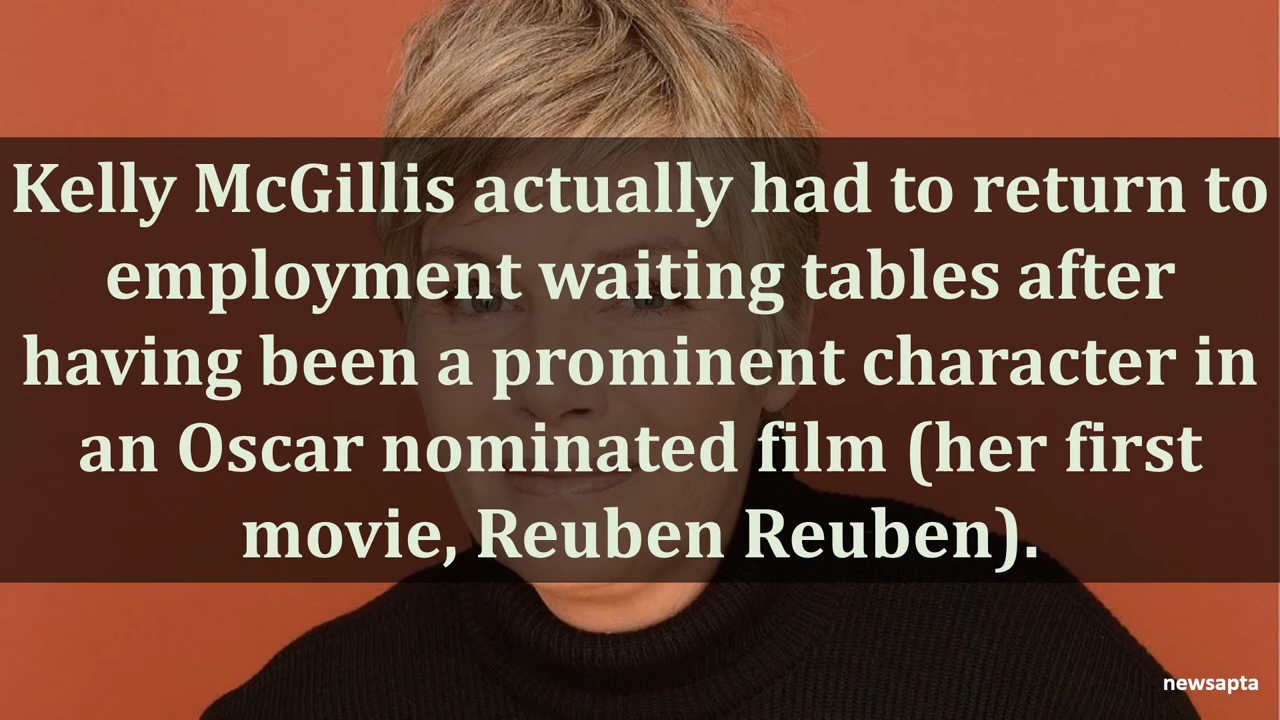 Kelly McGillis actually had to return to
employment waiting tables after
having been a prominent character in
an Oscar nominated film (her first
movie, Reuben Reuben).
newsapta